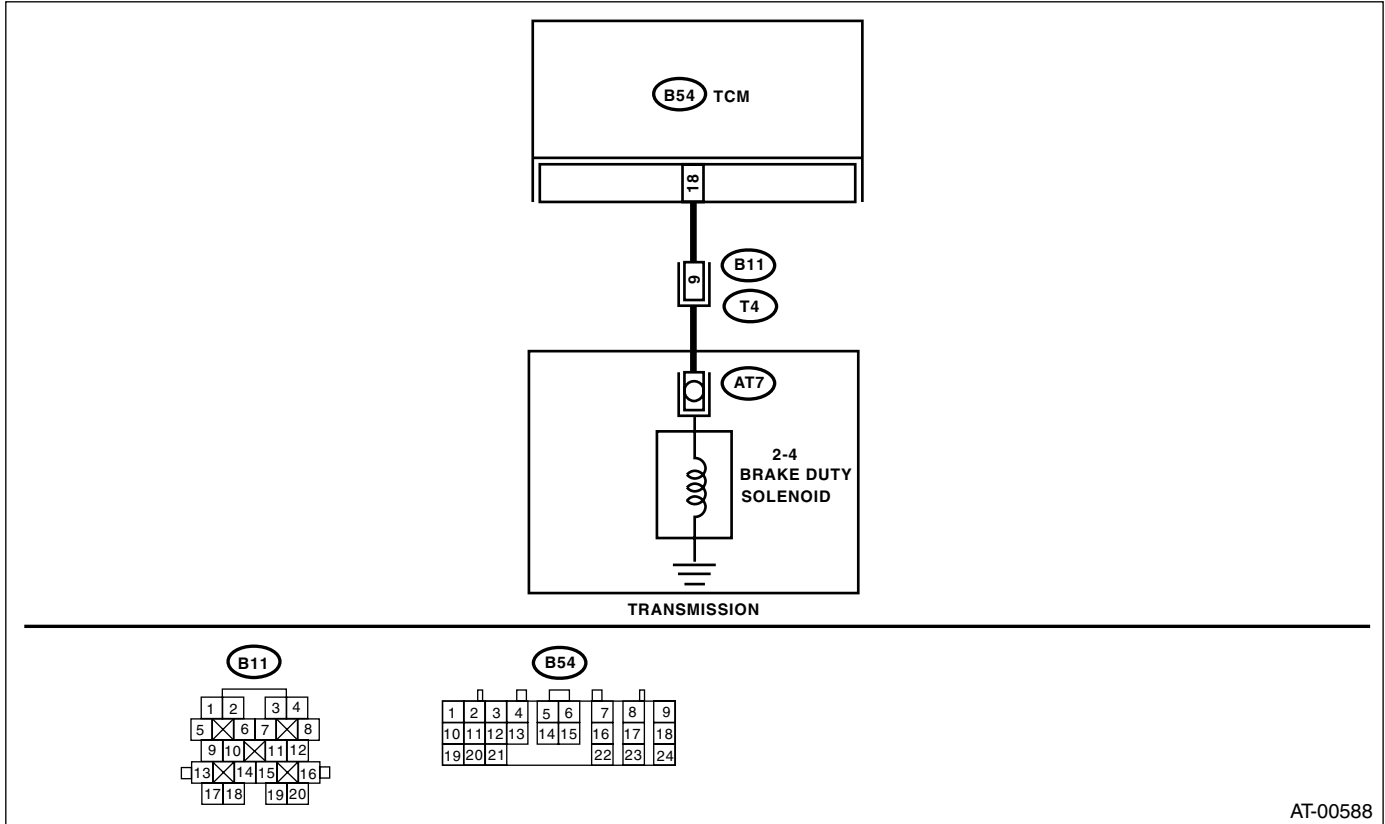 B54 TCM
18
B11
9
T4
AT7
2-4
BRAKE DUTY
SOLENOID
TRANSMISSION
B11
1 2 3 4
5 6 7 8
9 10 11 12
13 14 15 16
17 18 19 20
B54
1 2 3 4 5 6 7 8 9
10 11 12 13 14 15 16 17 18
19 20 21 22 23 24
AT-00588